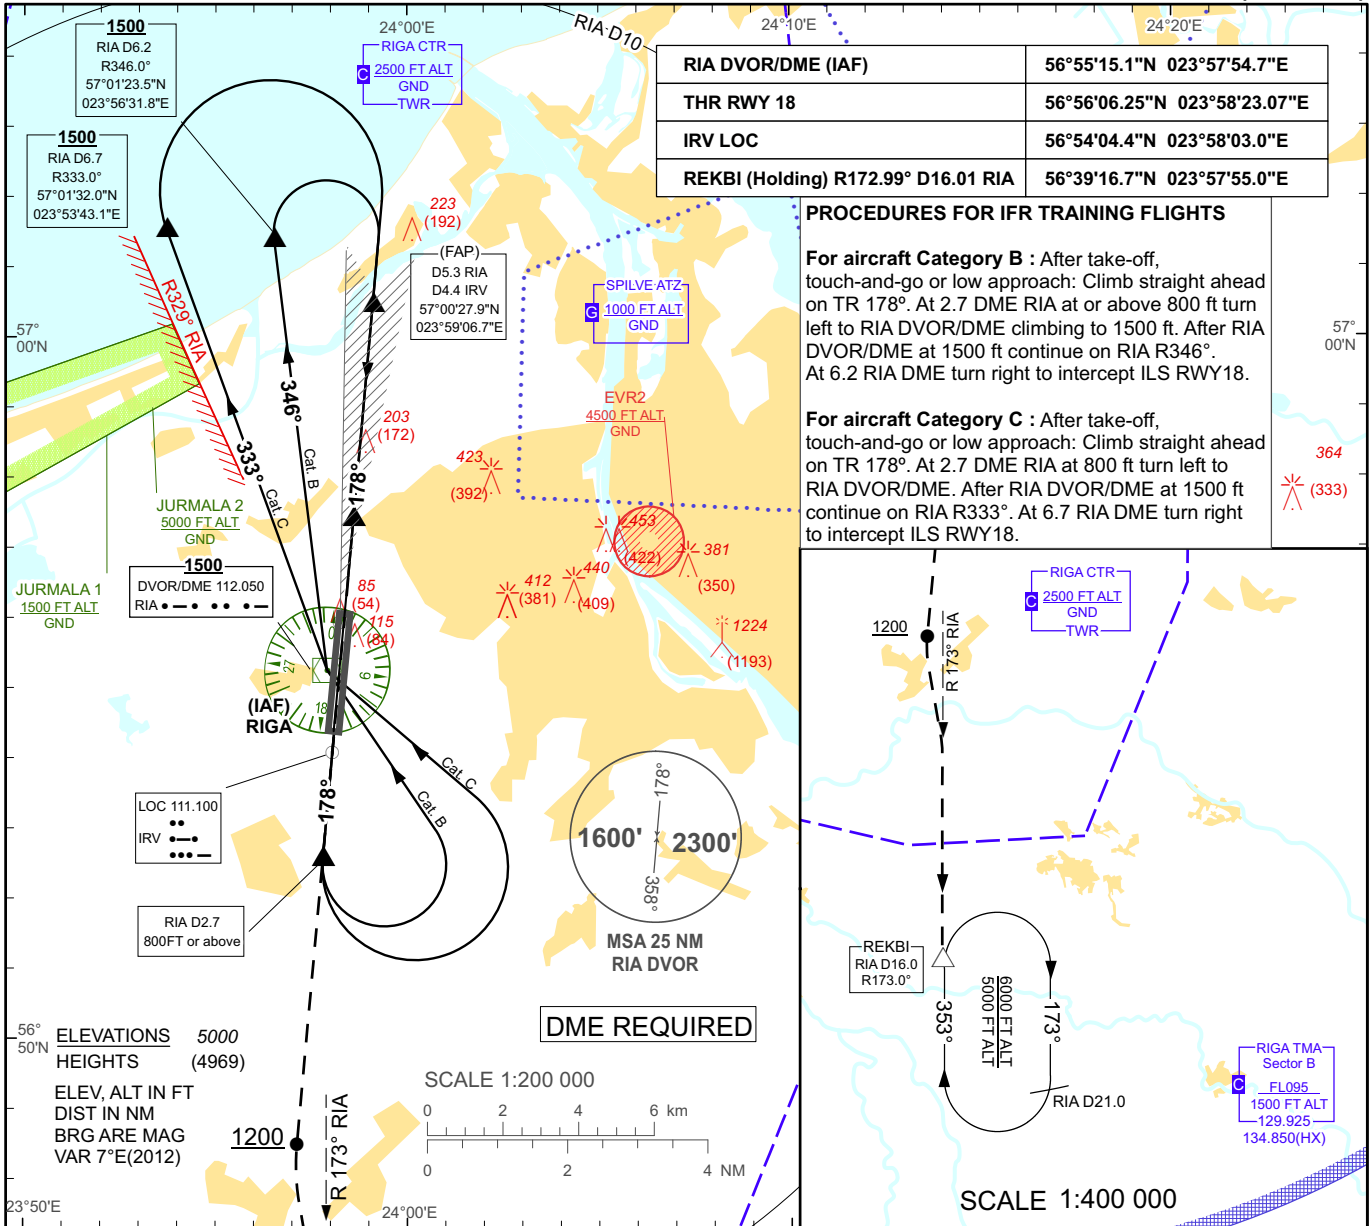 1500
RIA D6.2
R346.0°
57°01'23.5"N
023°56'31.8"E
1500
RIA D6.7
R333.0°
57°01'32.0"N
023°53'43.1"E
24°00'E
24°10'E
24°20'E
RIGA CTR
C 2500 FT ALT
GND
TWR
RIA D10
RIA DVOR/DME (IAF) 56°55'15.1"N 023°57'54.7"E
THR RWY 18 56°56'06.25"N 023°58'23.07"E
IRV LOC 56°54'04.4"N 023°58'03.0"E
REKBI (Holding) R172.99° D16.01 RIA 56°39'16.7"N 023°57'55.0"E
PROCEDURES FOR IFR TRAINING FLIGHTS
For aircraft Category B : After take-off,
touch-and-go or low approach: Climb straight ahead
on TR 178º. At 2.7 DME RIA at or above 800 ft turn
left to RIA DVOR/DME climbing to 1500 ft. After RIA
DVOR/DME at 1500 ft continue on RIA R346°.
At 6.2 RIA DME turn right to intercept ILS RWY18.
For aircraft Category C : After take-off,
touch-and-go or low approach: Climb straight ahead
on TR 178º. At 2.7 DME RIA at 800 ft turn left to
RIA DVOR/DME. After RIA DVOR/DME at 1500 ft
continue on RIA R333°. At 6.7 RIA DME turn right
to intercept ILS RWY18.
223
(192)
(FAP)
D5.3 RIA
D4.4 IRV
57°00'27.9"N
023°59'06.7"E
SPILVE ATZ
G 1000 FT ALT
GND
57°
00'N
57°
00'N
R329° RIA
EVR2
4500 FT ALT
GND
346°
Cat. B
333°
Cat. C
178°
203
(172)
423
(392)
364
(333)
453
(422)
381
(350)
440
(409)
412
(381)
1224
(1193)
JURMALA 2
5000 FT ALT
GND
JURMALA 1
1500 FT ALT
GND
1500
DVOR/DME 112.050
RIA
85
(54)
115
(84)
0
27
6
18
(IAF)
RIGA
LOC 111.100
IRV
178°
Cat. B
Cat. C
RIA D2.7
800FT or above
178°
1600' 2300'
358°
MSA 25 NM
RIA DVOR
DME REQUIRED
56°
50'N
ELEVATIONS 5000
HEIGHTS (4969)
ELEV, ALT IN FT
DIST IN NM
BRG ARE MAG
VAR 7°E(2012)
1200
R 173° RIA
SCALE 1:200 000
0 2 4 6 km
0 2 4 NM
23°50'E
24°00'E
RIGA CTR
C 2500 FT ALT
GND
TWR
1200
R 173° RIA
REKBI
RIA D16.0
R173.0°
353°
6000 FT ALT
5000 FT ALT
173°
RIA D21.0
RIGA TMA
Sector B
C FL095
1500 FT ALT
129.925
134.850(HX)
SCALE 1:400 000